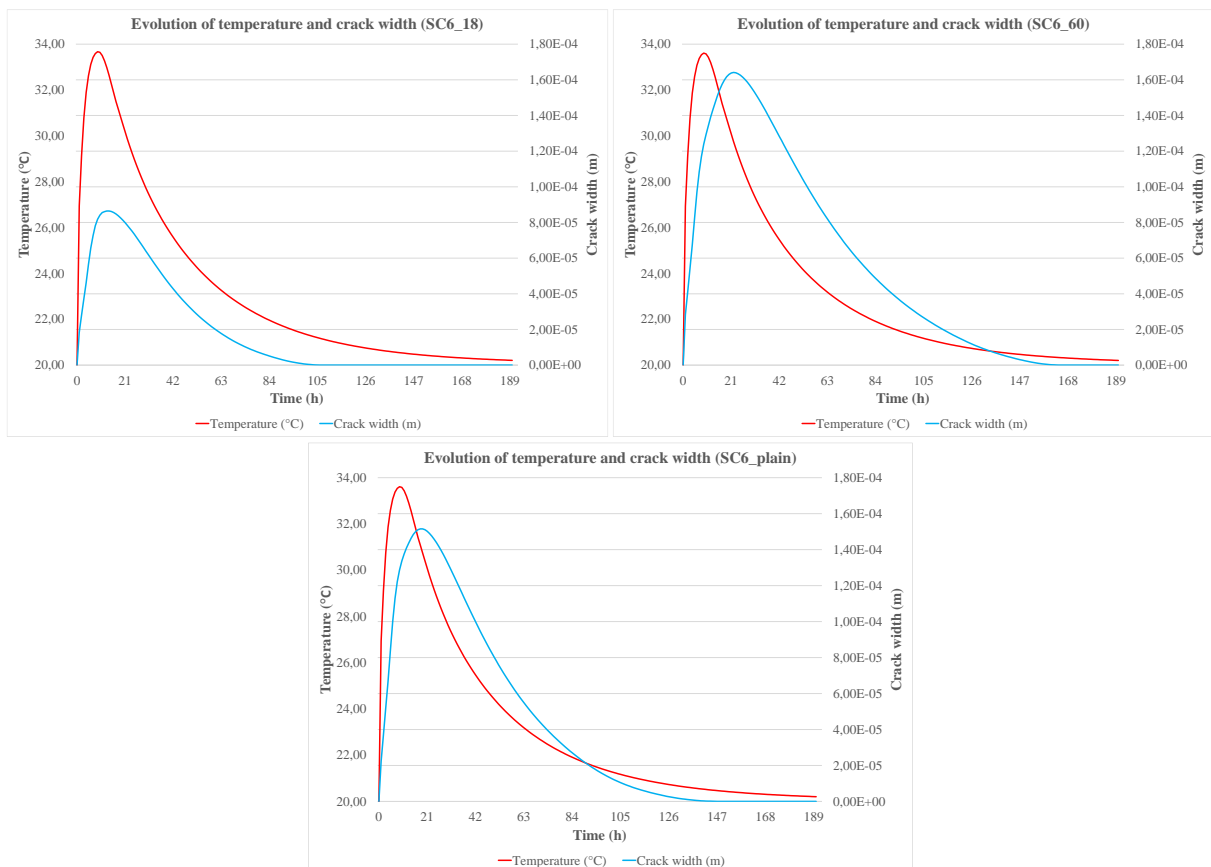 Evolution of temperature and crack width (SC6_18)
34,00
32,00
30,00
28,00
26,00
24,00
22,00
20,00
Temperature (°C)
1,80E-04
1,60E-04
1,40E-04
1,20E-04
1,00E-04
8,00E-05
6,00E-05
4,00E-05
2,00E-05
0,00E+00
Crack width (m)
0 21 42 63 84 105 126 147 168 189
Time (h)
Temperature (°C) Crack width (m)
Evolution of temperature and crack width (SC6_60)
34,00
32,00
30,00
28,00
26,00
24,00
22,00
20,00
Temperature (°C)
1,80E-04
1,60E-04
1,40E-04
1,20E-04
1,00E-04
8,00E-05
6,00E-05
4,00E-05
2,00E-05
0,00E+00
Crack width (m)
0 21 42 63 84 105 126 147 168 189
Time (h)
Temperature (°C) Crack width (m)
Evolution of temperature and crack width (SC6_plain)
34,00
32,00
30,00
28,00
26,00
24,00
22,00
20,00
Temperature (°C)
1,80E-04
1,60E-04
1,40E-04
1,20E-04
1,00E-04
8,00E-05
6,00E-05
4,00E-05
2,00E-05
0,00E+00
Crack width (m)
0 21 42 63 84 105 126 147 168 189
Time (h)
Temperature (°C) Crack width (m)